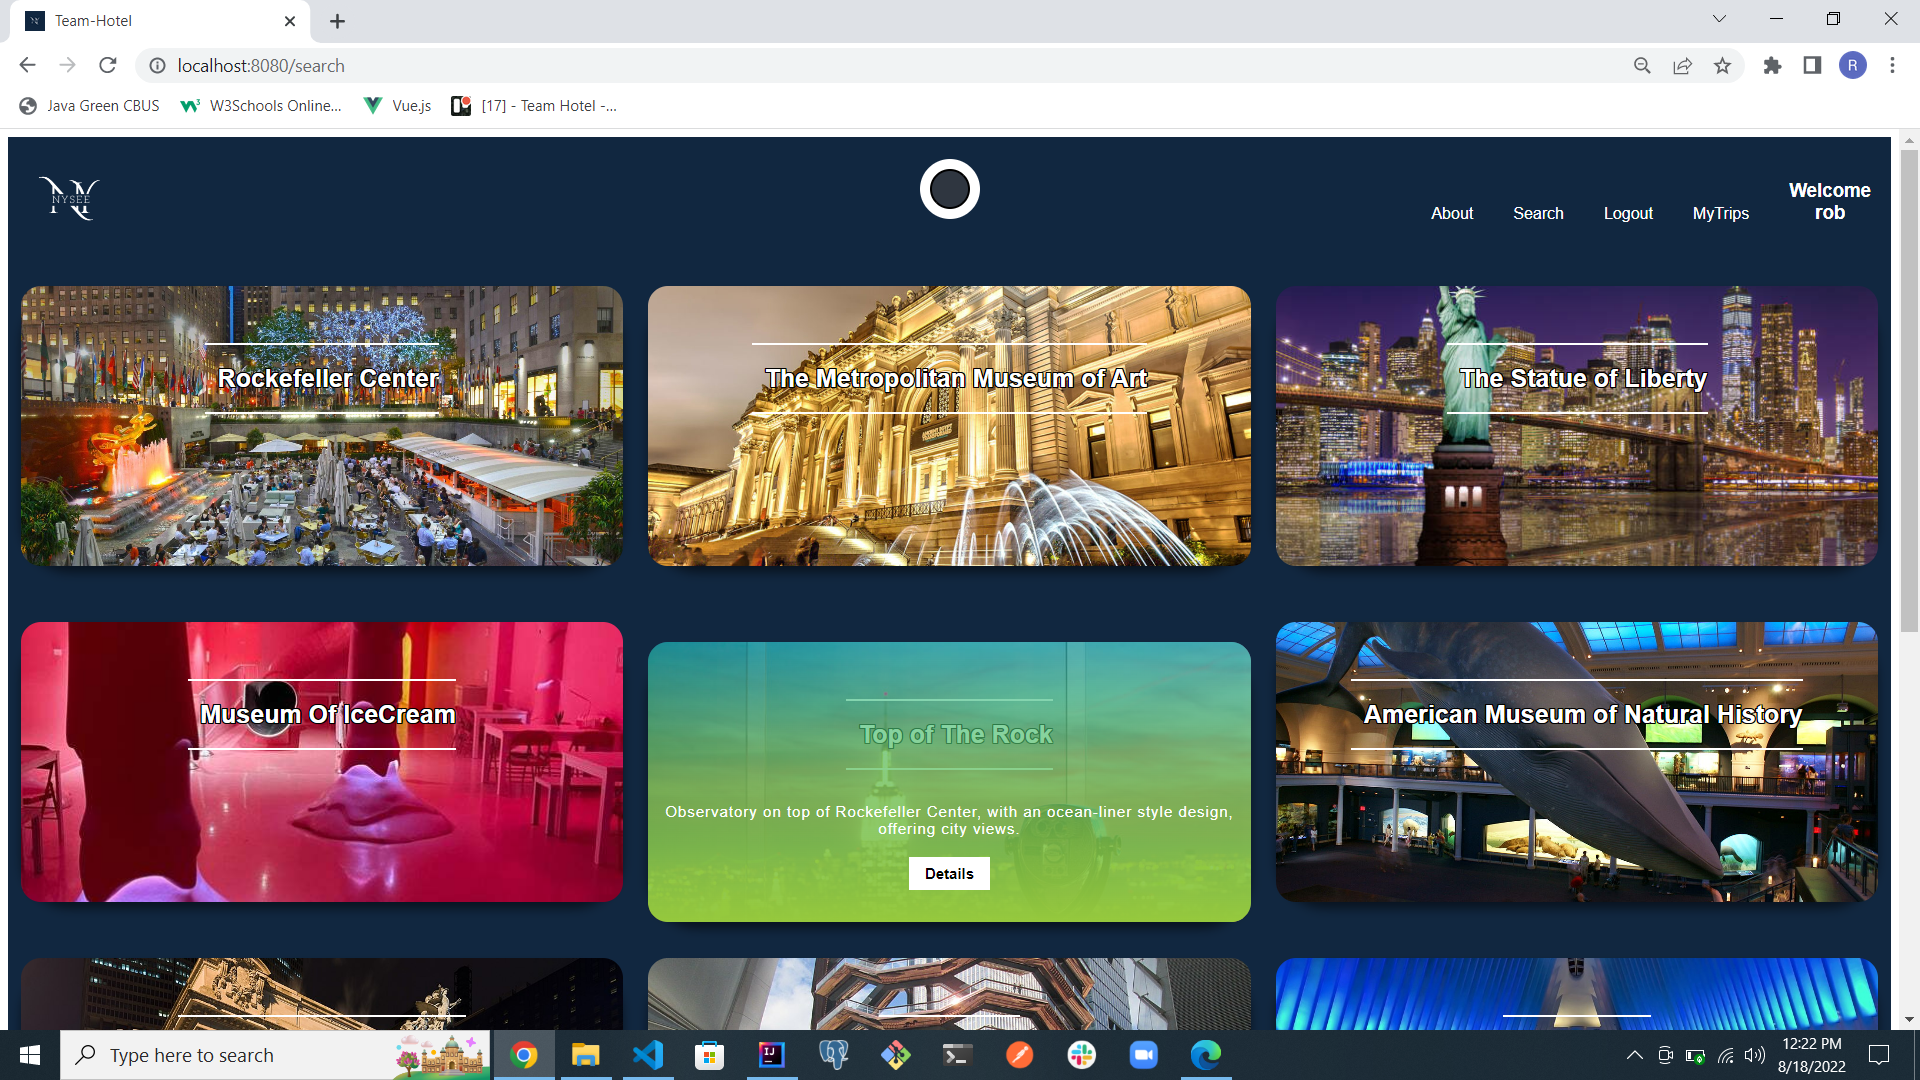 Team-Hotel
localhost:8080/search
R
Java Green CBUS
W3Schools Online...
Vue.js
[17] - Team Hotel -...
NYSEE
About
Search
Logout
MyTrips
Welcome
rob
Rockefeller Center
The Metropolitan Museum of Art
The Statue of Liberty
Museum Of IceCream
Top of The Rock
Observatory on top of Rockefeller Center, with an ocean-liner style design,
offering city views.
Details
American Museum of Natural History
Type here to search
12:22 PM
8/18/2022